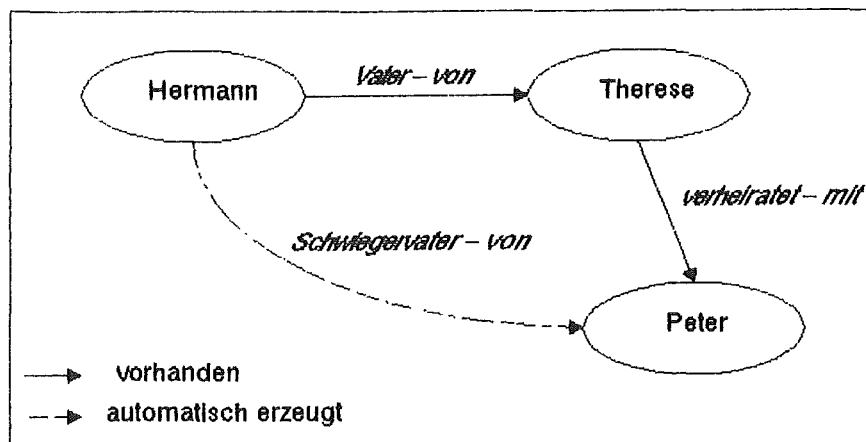 Vater – von
Hermann
Therese
verheiratet – mit
Schwiegervater – von
Peter
vorhanden
automatisch erzeugt